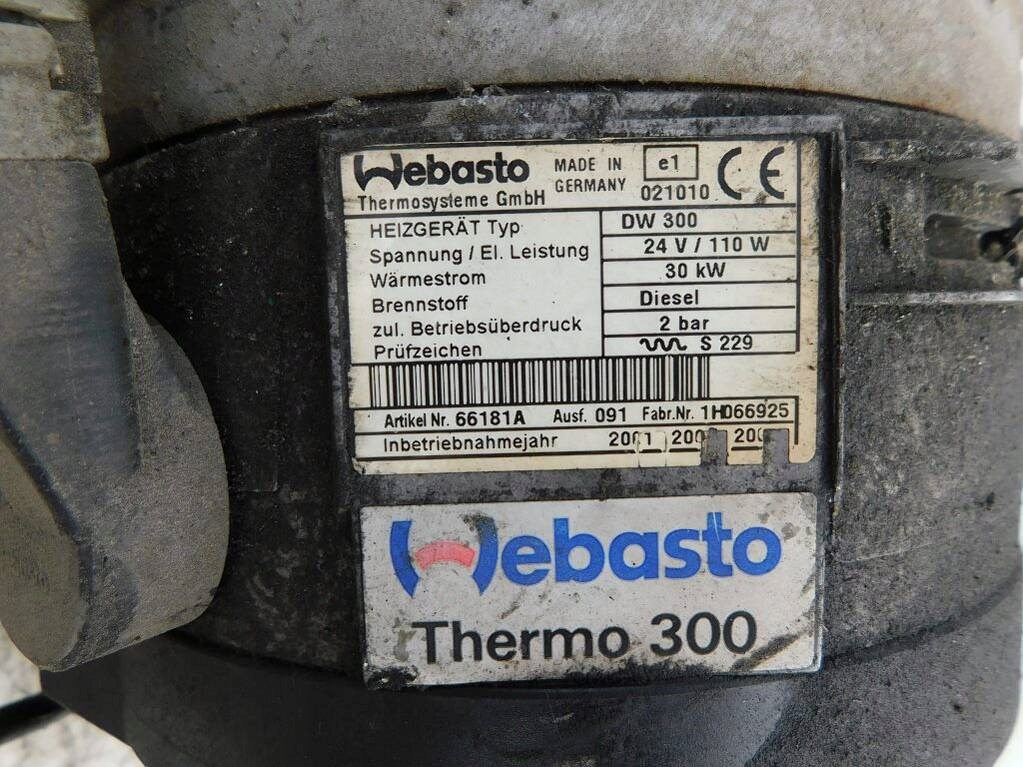 Webasto MADE IN GERMANY e1 021010 CE
Thermosysteme GmbH
HEIZGERÄT Typ DW 300
Spannung / El. Leistung 24 V / 110 W
Wärmestrom 30 kW
Brennstoff Diesel
zul. Betriebsüberdruck 2 bar
Prüfzeichen S 229
Artikel Nr. 66181A Ausf. 091 Fabr.Nr. 1H066925
Inbetriebnahmejahr
Webasto
Thermo 300